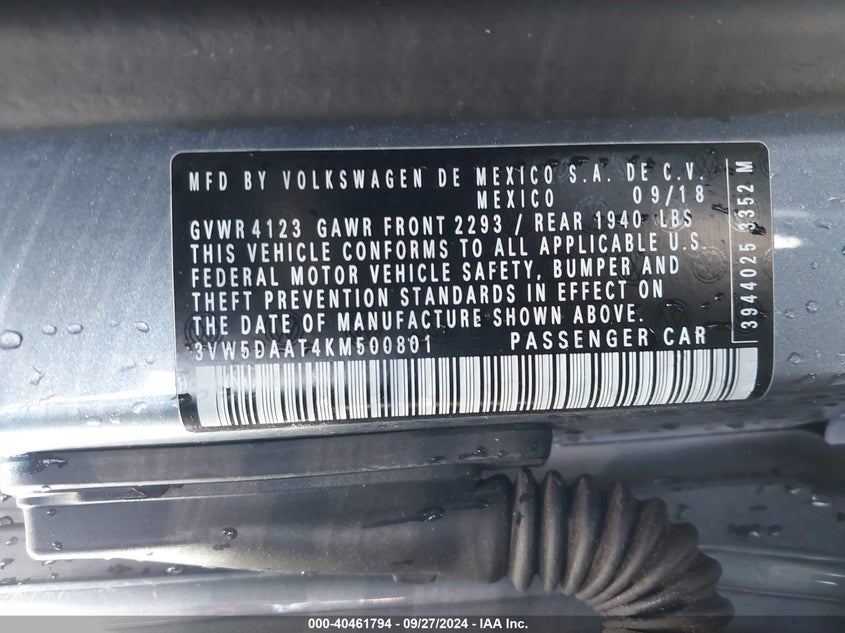 MFD BY VOLKSWAGEN DE MEXICO S.A. DE C.V.
MEXICO 09/18
GVWR 4123 GAWR FRONT 2293 / REAR 1940 LBS
THIS VEHICLE CONFORMS TO ALL APPLICABLE U.S.
FEDERAL MOTOR VEHICLE SAFETY, BUMPER AND
THEFT PREVENTION STANDARDS IN EFFECT ON
THE DATE OF MANUFACTURE SHOWN ABOVE.
3VW5DAAT4KM500801 PASSENGER CAR
3944025 3352 M
000-40461794 - 09/27/2024 - IAA Inc.